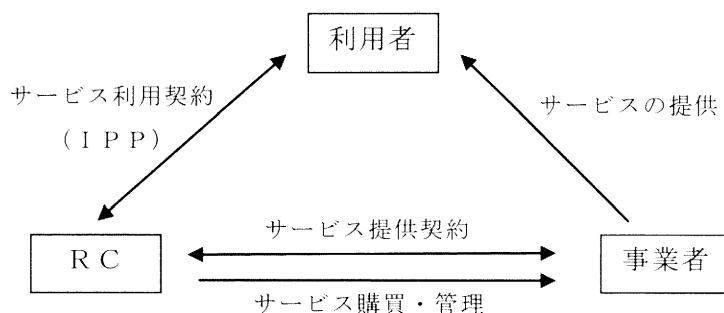 利用者
サービス利用契約
（ＩＰＰ）
サービスの提供
ＲＣ
サービス提供契約
事業者
サービス購買・管理